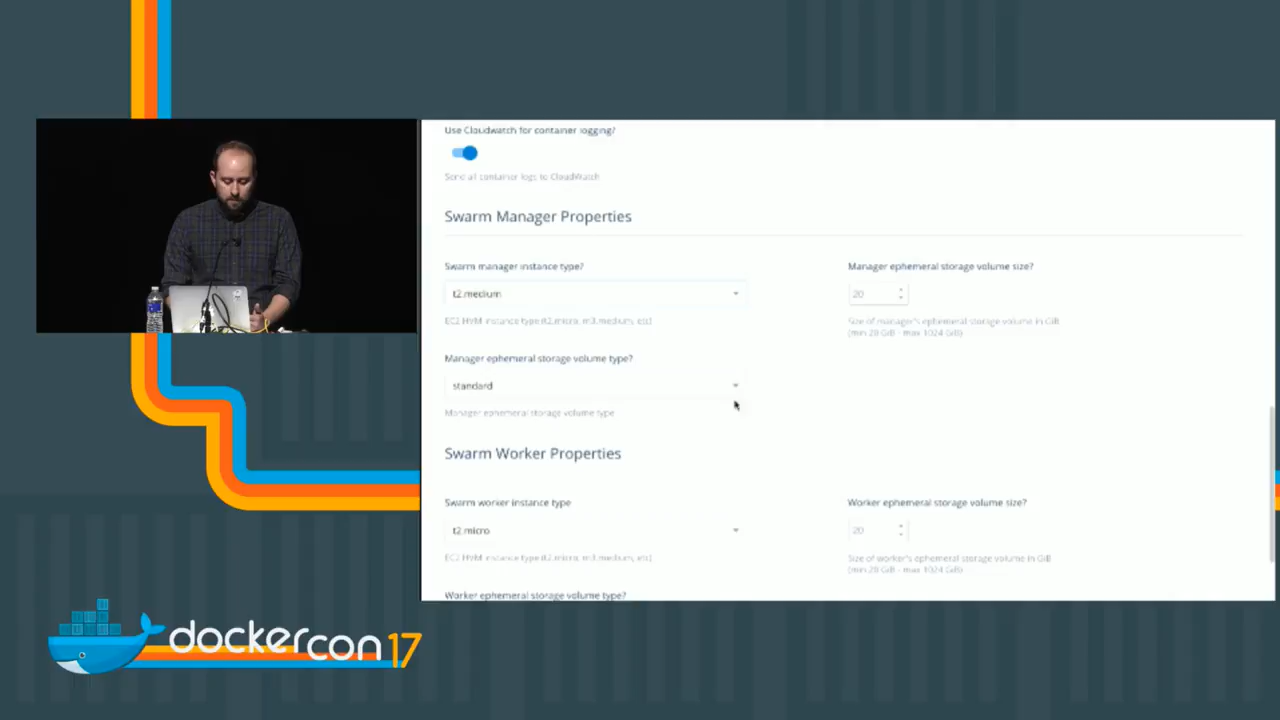 Use Cloudwatch for container logging?
Send all container logs to CloudWatch
Swarm Manager Properties
Swarm manager instance type?
t2.medium
EC2 HVM instance type (t2.micro, m3.medium, etc)
Manager ephemeral storage volume size?
20
Size of manager's ephemeral storage volume in GiB
(min 20 GiB - max 1024 GiB)
Manager ephemeral storage volume type?
standard
Manager ephemeral storage volume type
Swarm Worker Properties
Swarm worker instance type
t2.micro
EC2 HVM instance type (t2.micro, m3.medium, etc)
Worker ephemeral storage volume size?
20
Size of worker's ephemeral storage volume in GiB
(min 20 GiB - max 1024 GiB)
Worker ephemeral storage volume type?
dockercon 17